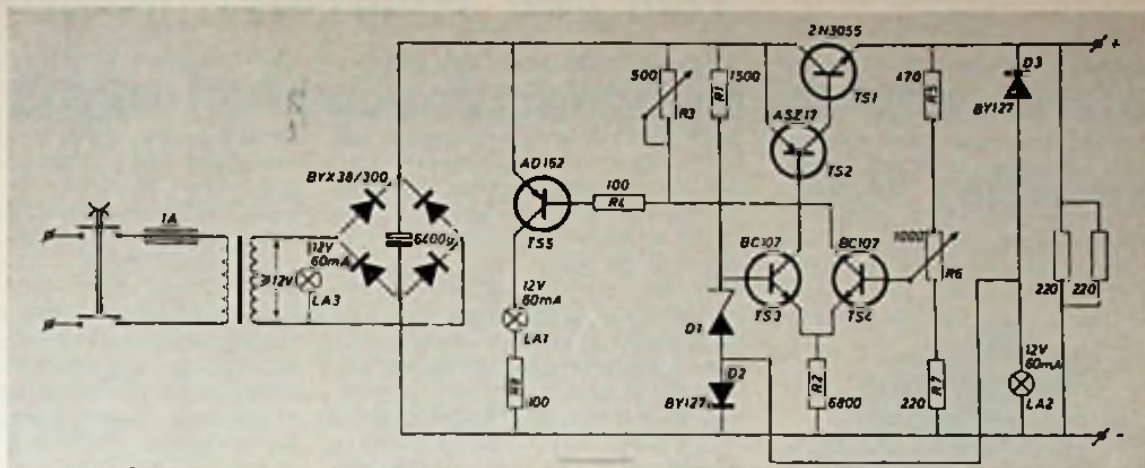 2N3055
500
R3
1500
R1
470
R5
D3
BY127
TS1
ASZ17
TS2
AD162
TS5
100
R4
BYX38/300
6400µ
1A
12V
12V
60mA
LA3
12V
60mA
LA1
R8
100
BC107
TS3
BC107
TS4
1000
R6
D1
D2
BY127
R2
6800
R7
220
220
220
12V
60mA
LA2
+
-